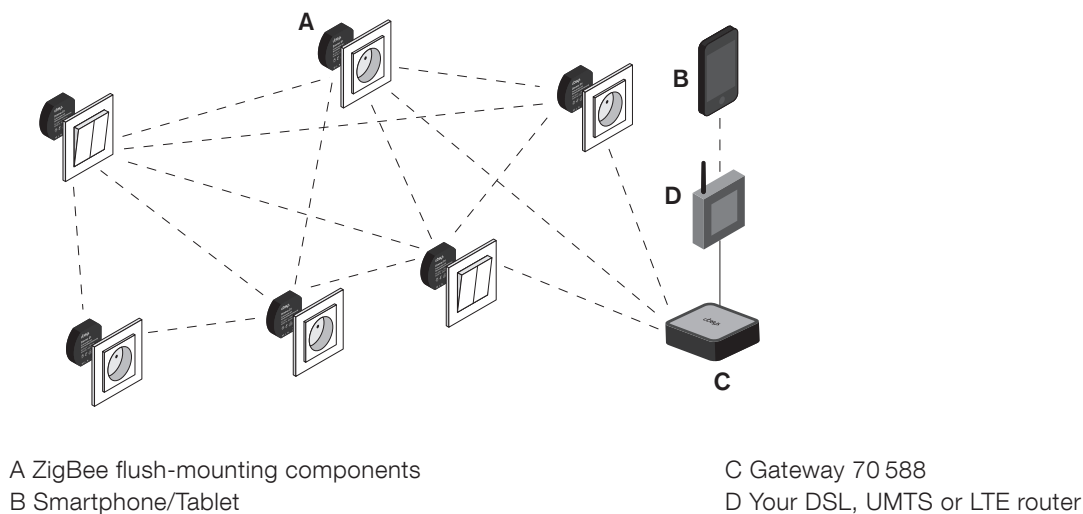 A
B
D
C
A ZigBee flush-mounting components
B Smartphone/Tablet
C Gateway 70 588
D Your DSL, UMTS or LTE router